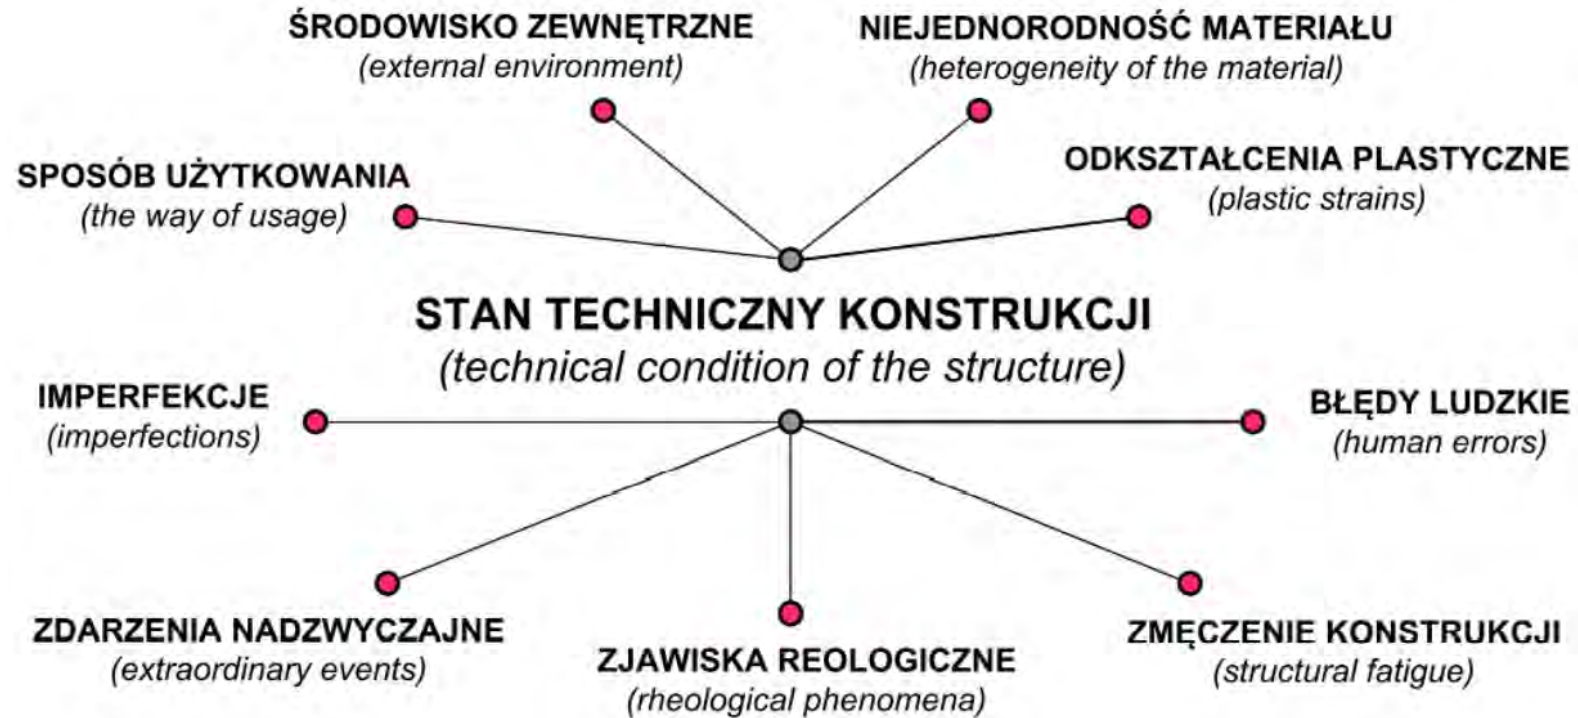 ŚRODOWISKO ZEWNĘTRZNE
(external environment)
NIEJEDNORODNOŚĆ MATERIAŁU
(heterogeneity of the material)
SPOSÓB UŻYTKOWANIA
(the way of usage)
ODKSZTAŁCENIA PLASTYCZNE
(plastic strains)
STAN TECHNICZNY KONSTRUKCJI
(technical condition of the structure)
IMPERFEKCJE
(imperfections)
BŁĘDY LUDZKIE
(human errors)
ZDARZENIA NADZWYCZAJNE
(extraordinary events)
ZJAWISKA REOLOGICZNE
(rheological phenomena)
ZMĘCZENIE KONSTRUKCJI
(structural fatigue)